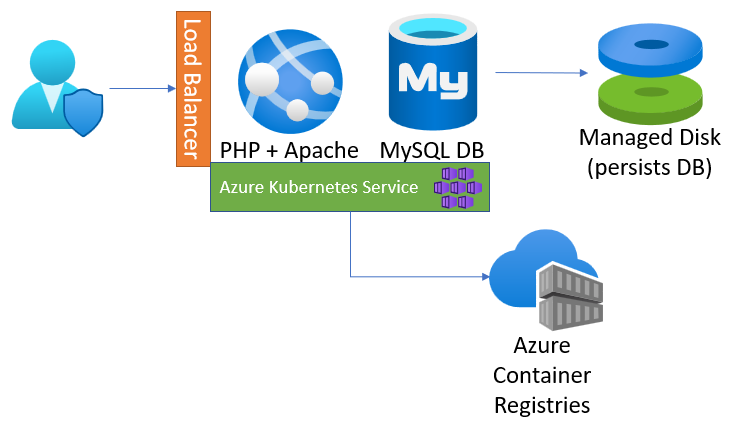 Load Balancer
My
PHP + Apache
MySQL DB
Managed Disk
(persists DB)
Azure Kubernetes Service
Azure
Container
Registries